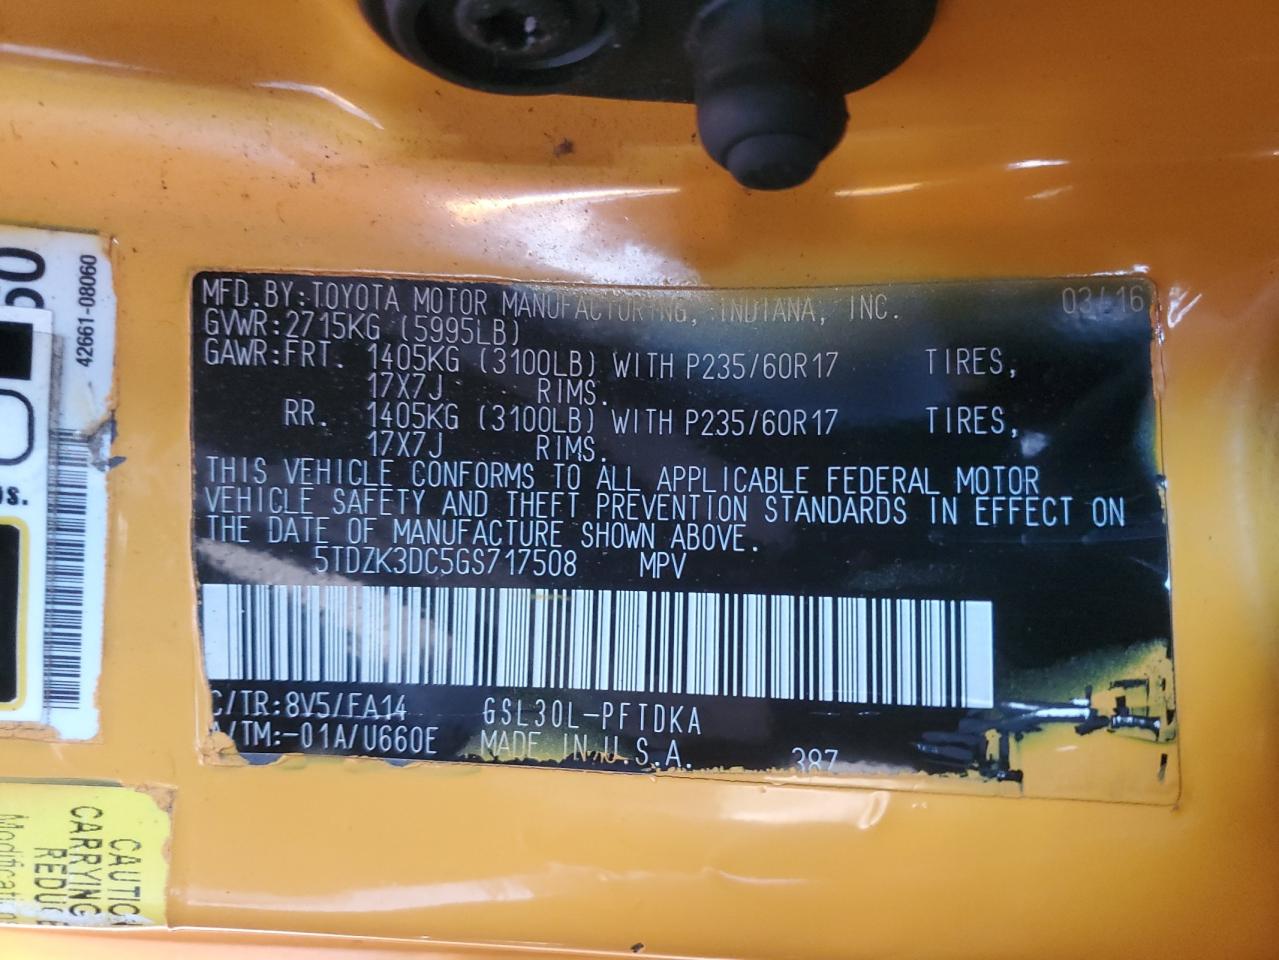 MFD.BY:TOYOTA MOTOR MANUFACTURING, INDIANA, INC. 03/16
GVWR:2715KG (5995LB)
GAWR:FRT. 1405KG (3100LB) WITH P235/60R17 TIRES,
17X7J RIMS.
RR. 1405KG (3100LB) WITH P235/60R17 TIRES,
17X7J RIMS.
THIS VEHICLE CONFORMS TO ALL APPLICABLE FEDERAL MOTOR
VEHICLE SAFETY AND THEFT PREVENTION STANDARDS IN EFFECT ON
THE DATE OF MANUFACTURE SHOWN ABOVE.
5TDZK3DC5GS717508 MPV
C/TR:8V5/FA14 GSL30L-PFTDKA
A/TM:-01A/U660E MADE IN U.S.A. 387
42661-08060
CAUTIO
CARRYING
REDUCE
Modification